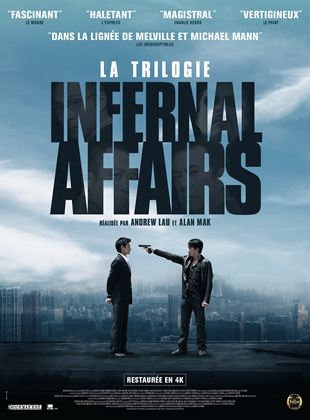 "FASCINANT" "HALETANT" "MAGISTRAL" "VERTIGINEUX"
LE MONDE L'EXPRESS CHARLIE HEBDO LE POINT
"DANS LA LIGNÉE DE MELVILLE ET MICHAEL MANN"
LES INROCKUPTIBLES
LA TRILOGIE
INFERNAL
AFFAIRS
RÉALISÉE PAR ANDREW LAU ET ALAN MAK
RESTAURÉE EN 4K